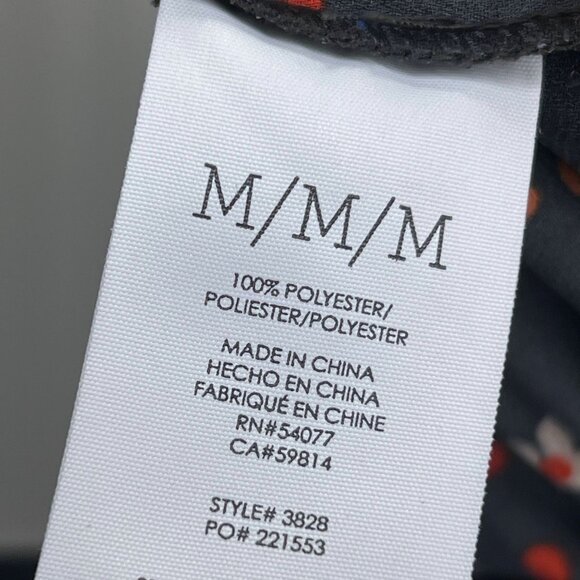 M/M/M
100% POLYESTER/
POLIESTER/POLYESTER
MADE IN CHINA
HECHO EN CHINA
FABRIQUÉ EN CHINE
RN#54077
CA#59814
STYLE# 3828
PO# 221553